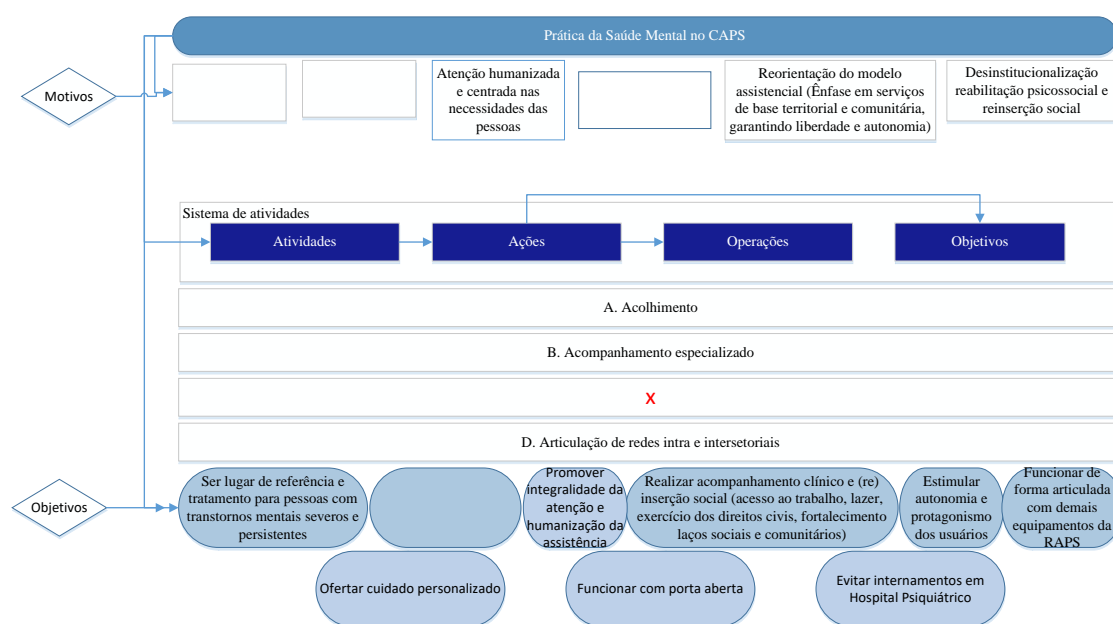 Prática da Saúde Mental no CAPS
Motivos
Atenção humanizada
e centrada nas
necessidades das
pessoas
Reorientação do modelo
assistencial (Ênfase em serviços
de base territorial e comunitária,
garantindo liberdade e autonomia)
Desinstitucionalização
reabilitação psicossocial e
reinserção social
Sistema de atividades
Atividades
Ações
Operações
Objetivos
A. Acolhimento
B. Acompanhamento especializado
X
D. Articulação de redes intra e intersetoriais
Objetivos
Ser lugar de referência e
tratamento para pessoas com
transtornos mentais severos e
persistentes
Promover
integralidade da
atenção e
humanização da
assistência
Realizar acompanhamento clínico e (re)
inserção social (acesso ao trabalho, lazer,
exercício dos direitos civis, fortalecimento
laços sociais e comunitários)
Estimular
autonomia e
protagonismo
dos usuários
Funcionar de
forma articulada
com demais
equipamentos da
RAPS
Ofertar cuidado personalizado
Funcionar com porta aberta
Evitar internamentos em
Hospital Psiquiátrico